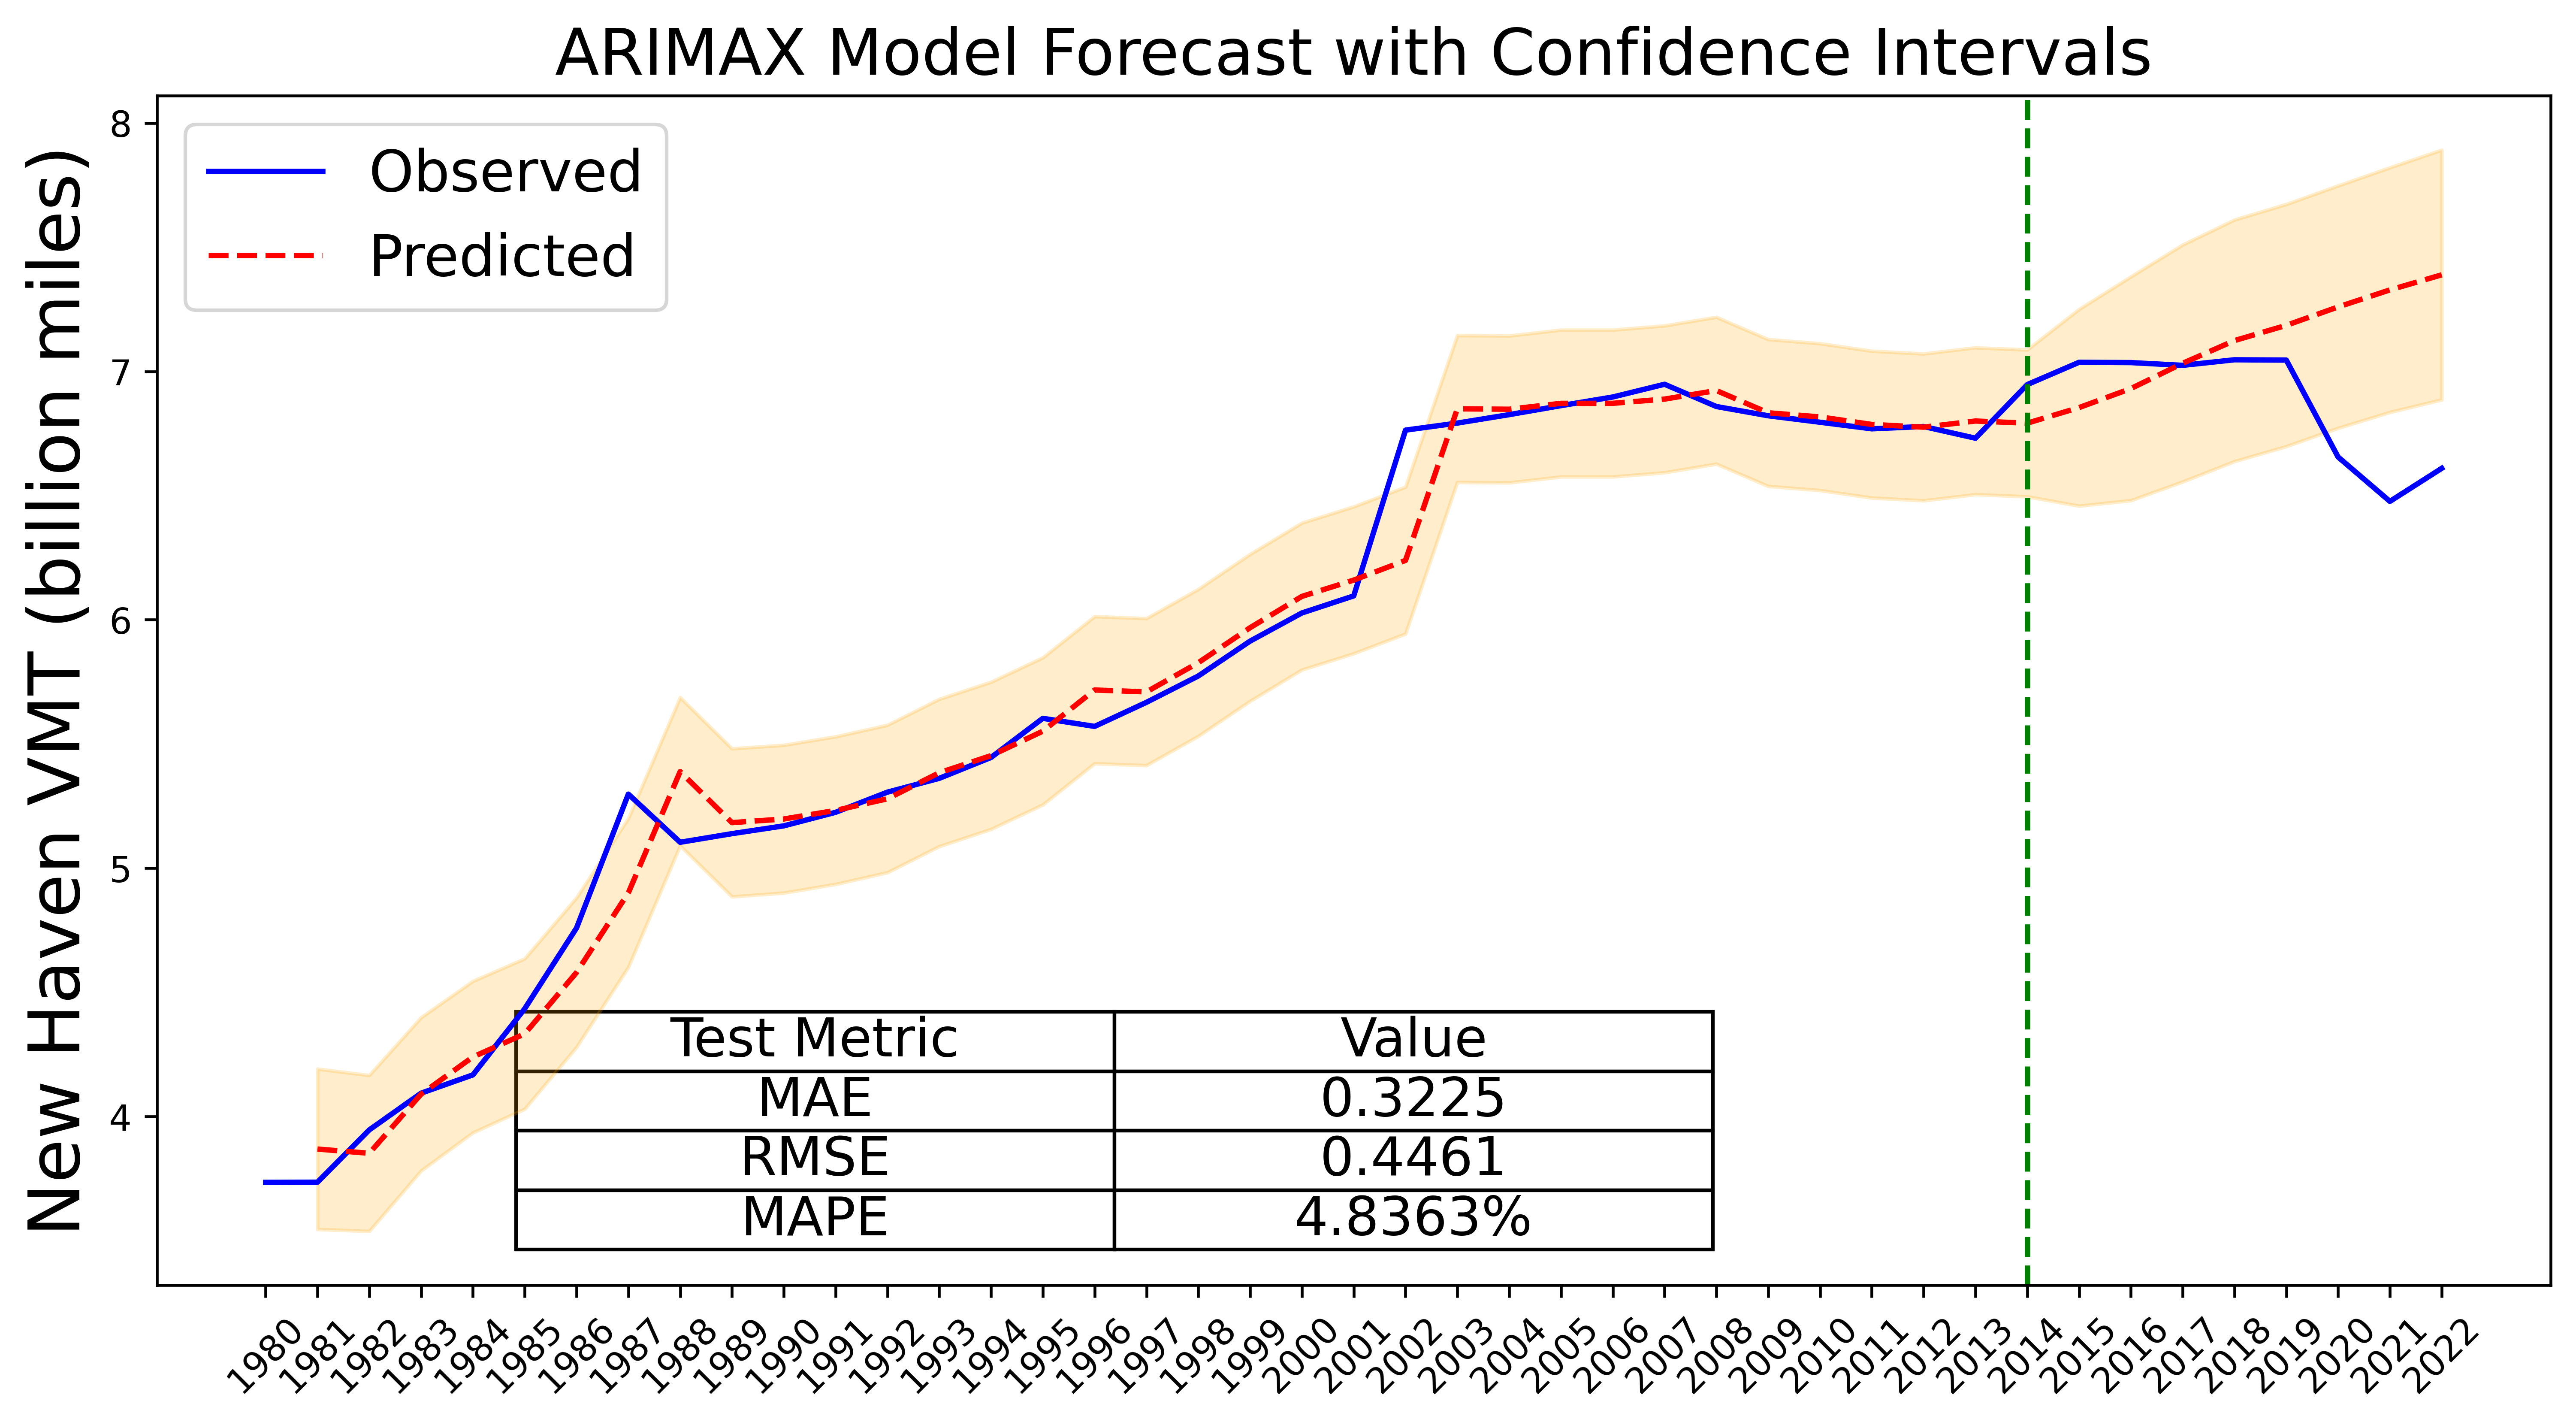 ARIMAX Model Forecast with Confidence Intervals
New Haven VMT (billion miles)
8
7
6
5
4
Observed
Predicted
Test Metric Value
MAE 0.3225
RMSE 0.4461
MAPE 4.8363%
1980 1981 1982 1983 1984 1985 1986 1987 1988 1989 1990 1991 1992 1993 1994 1995 1996 1997 1998 1999 2000 2001 2002 2003 2004 2005 2006 2007 2008 2009 2010 2011 2012 2013 2014 2015 2016 2017 2018 2019 2020 2021 2022